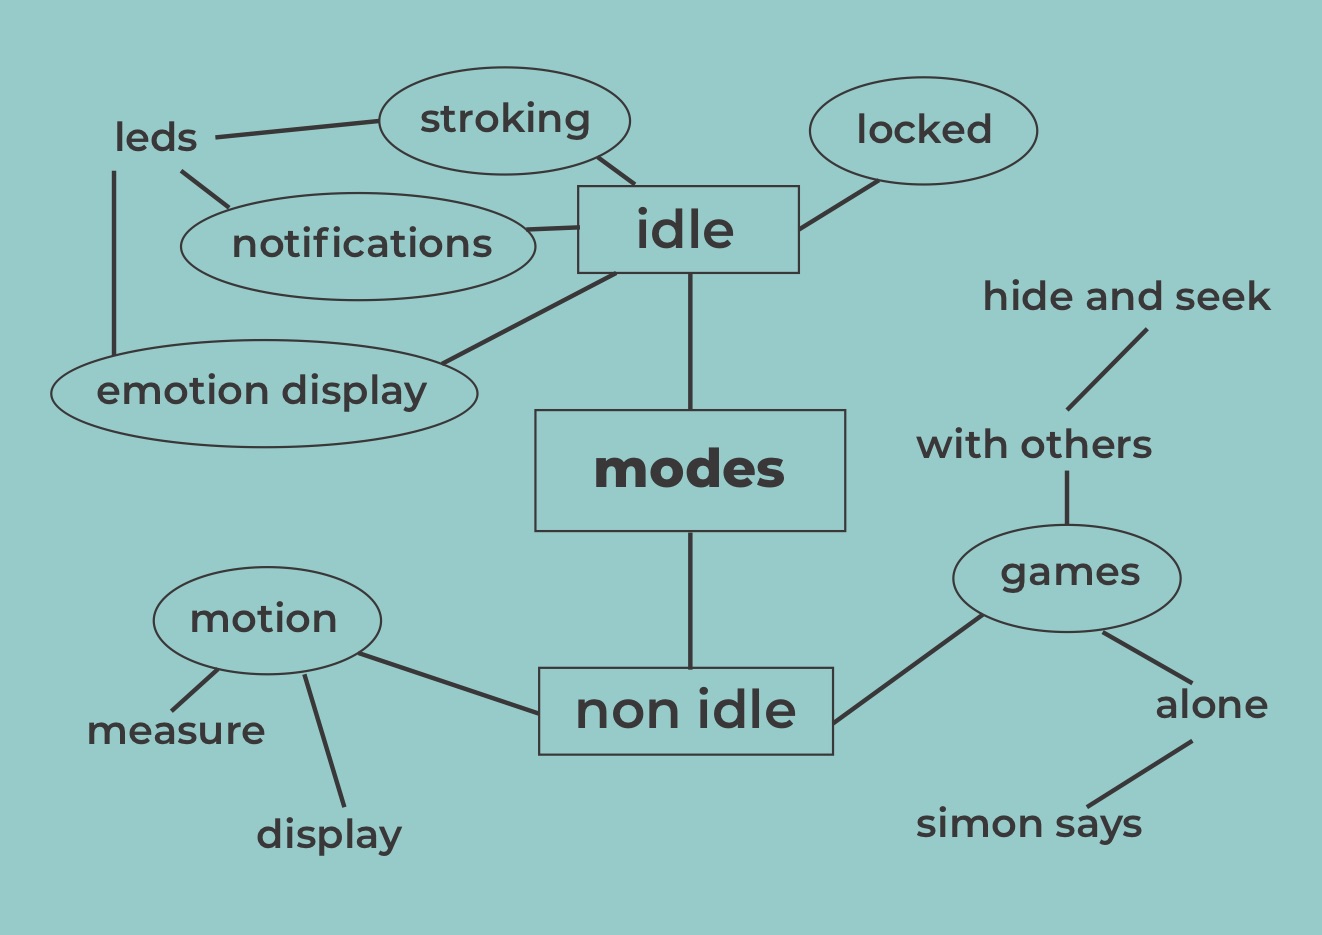 stroking
locked
leds
idle
notifications
hide and seek
emotion display
with others
modes
games
motion
alone
non idle
measure
simon says
display